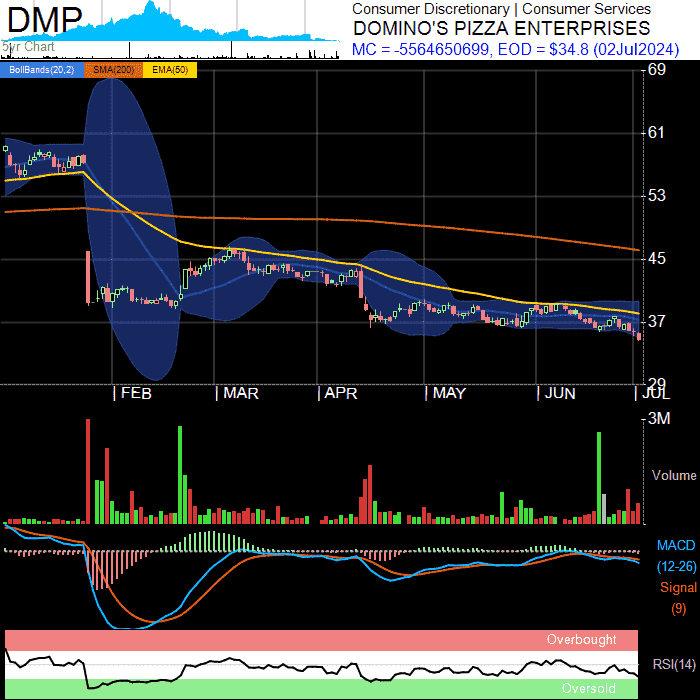 DMP
5yr Chart
Consumer Discretionary | Consumer Services
DOMINO'S PIZZA ENTERPRISES
MC = -5564650699, EOD = $34.8 (02Jul2024)
BollBands(20,2) SMA(200) EMA(50)
69
61
53
45
37
29
FEB MAR APR MAY JUN JUL
3M
Volume
MACD
(12-26)
Signal
(9)
Overbought
RSI(14)
Oversold